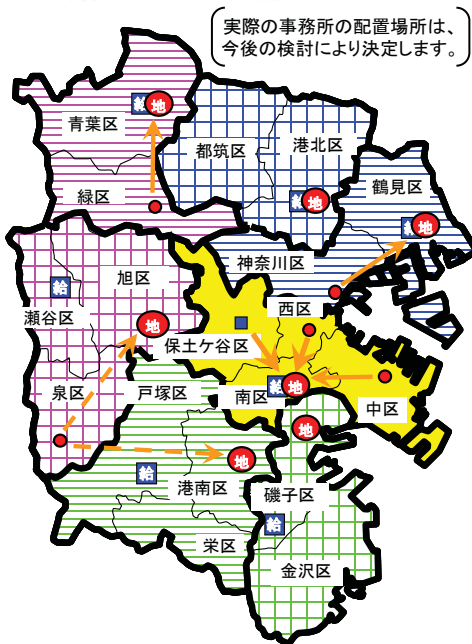 実際の事務所の配置場所は、
今後の検討により決定します。
給 地
青葉区
都筑区
港北区
緑区
給 地
鶴見区
給 地
神奈川区
旭区
給
瀬谷区
西区
地
保土ケ谷区
泉区
戸塚区
南区
給 地
中区
地
地
給
港南区
磯子区
給
栄区
金沢区